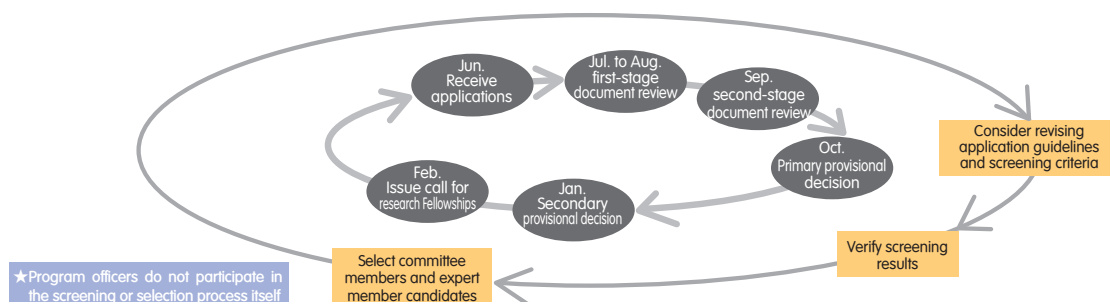 Jun.
Receive
applications
Jul. to Aug.
first-stage
document review
Sep.
second-stage
document review
Oct.
Primary provisional
decision
Jan.
Secondary
provisional decision
Feb.
Issue call for
research Fellowships
Consider revising
application guidelines
and screening criteria
Verify screening
results
Select committee
members and expert
member candidates
★Program officers do not participate in
the screening or selection process itself